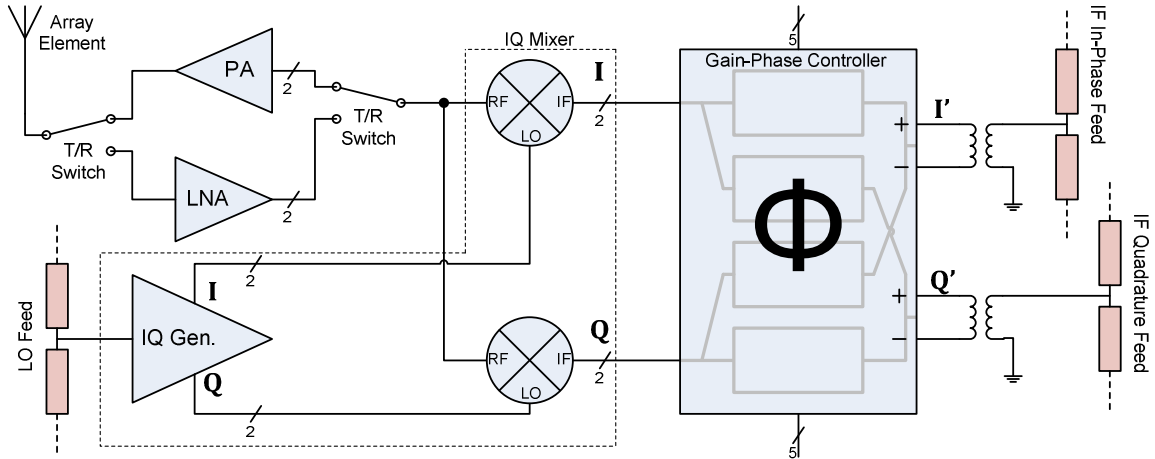 Array
Element
PA
2
T/R
Switch
T/R
Switch
LNA
2
IQ Mixer
RF
IF
LO
I
2
5
Gain-Phase Controller
Φ
I’
+
−
IF In-Phase Feed
LO Feed
IQ Gen.
I
2
Q
2
RF
IF
LO
Q
2
Q’
+
−
IF Quadrature Feed
5